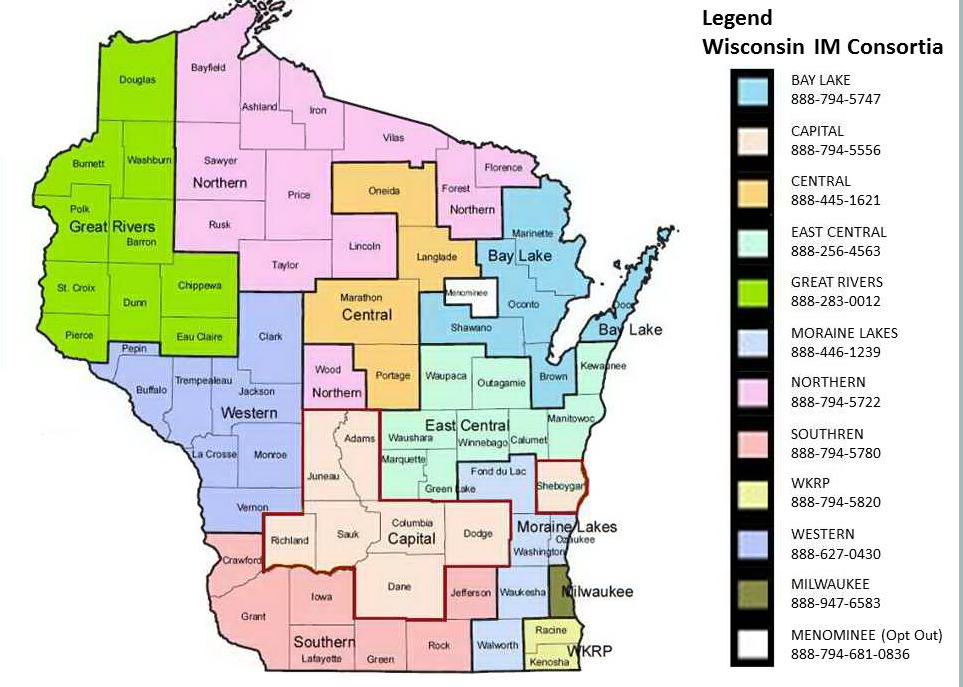 Legend
Wisconsin IM Consortia
BAY LAKE
888-794-5747
CAPITAL
888-794-5556
CENTRAL
888-445-1621
EAST CENTRAL
888-256-4563
GREAT RIVERS
888-283-0012
MORAINE LAKES
888-446-1239
NORTHERN
888-794-5722
SOUTHREN
888-794-5780
WKRP
888-794-5820
WESTERN
888-627-0430
MILWAUKEE
888-947-6583
MENOMINEE (Opt Out)
888-794-681-0836
Douglas
Bayfield
Ashland
Iron
Vilas
Burnett
Washburn
Sawyer
Northern
Price
Oneida
Forest
Florence
Northern
Polk
Great Rivers
Barron
Rusk
Lincoln
Langlade
Marinette
Bay Lake
Taylor
St. Croix
Dunn
Chippewa
Marathon
Central
Menominee
Oconto
Door
Bay Lake
Pierce
Eau Claire
Clark
Shawano
Pepin
Buffalo
Trempealeau
Jackson
Western
Wood
Northern
Portage
Waupaca
Outagamie
Brown
Kewaunee
La Crosse
Monroe
Adams
Juneau
East Central
Waushara
Winnebago
Calumet
Manitowoc
Marquette
Green Lake
Fond du Lac
Sheboygan
Vernon
Richland
Sauk
Columbia
Capital
Dodge
Moraine Lakes
Ozaukee
Washington
Crawford
Grant
Iowa
Dane
Jefferson
Waukesha
Milwaukee
Southern
Lafayette
Green
Rock
Walworth
Racine
WKRP
Kenosha